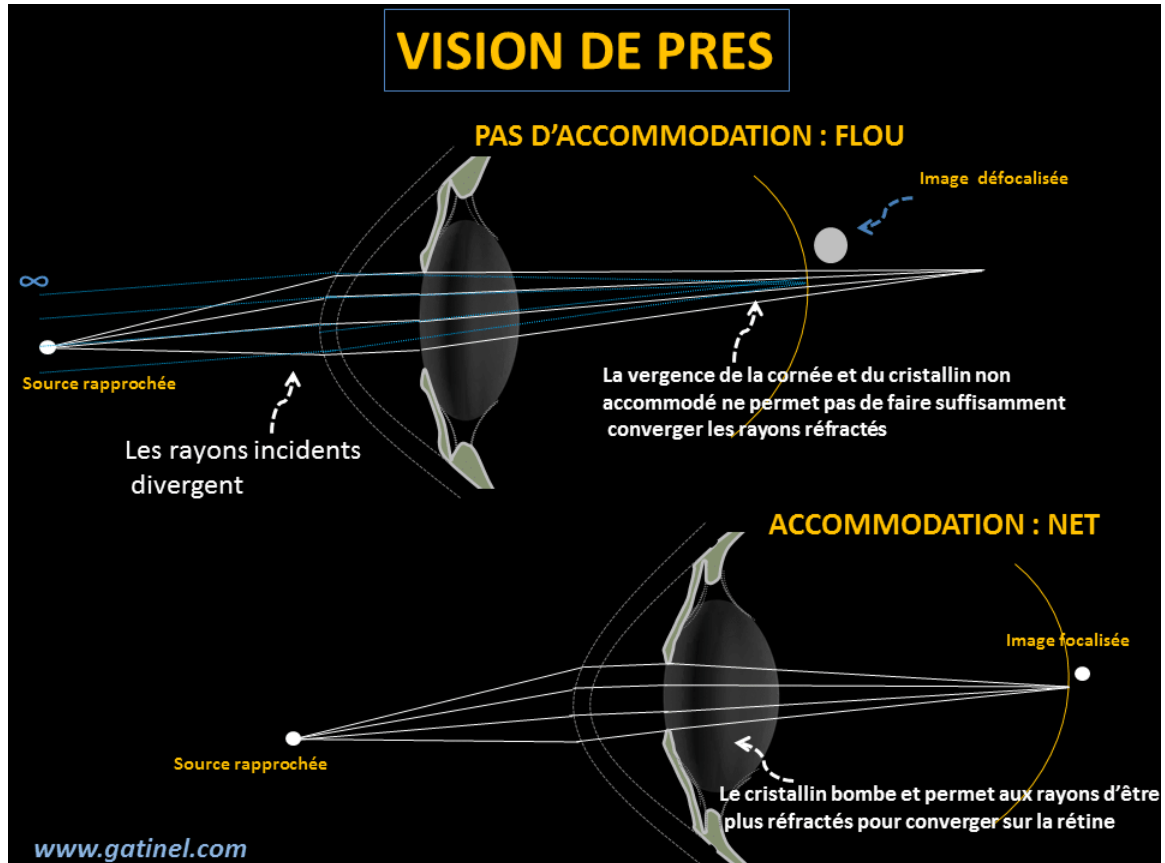 VISION DE PRES
PAS D'ACCOMMODATION : FLOU
Image défocalisée
∞
Source rapprochée
La vergence de la cornée et du cristallin non
accommodé ne permet pas de faire suffisamment
converger les rayons réfractés
Les rayons incidents
divergent
ACCOMMODATION : NET
Image focalisée
Source rapprochée
Le cristallin bombe et permet aux rayons d'être
plus réfractés pour converger sur la rétine
www.gatinel.com